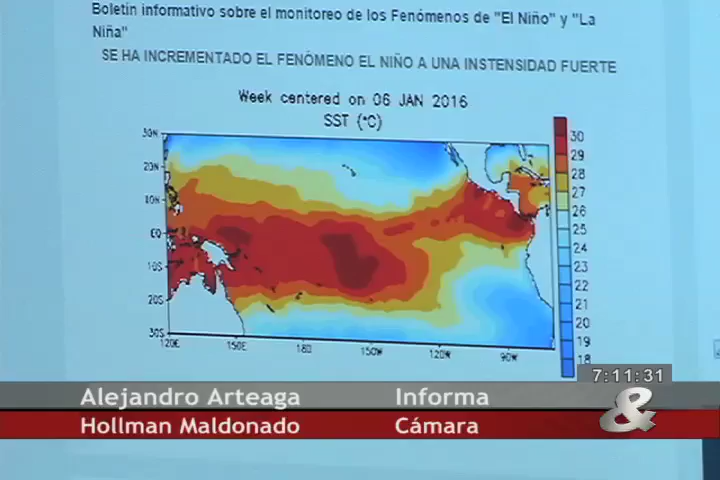 Boletín informativo sobre el monitoreo de los Fenómenos de "El Niño" y "La
Niña"
SE HA INCREMENTADO EL FENÓMENO EL NIÑO A UNA INSTENSIDAD FUERTE
Week centered on 06 JAN 2016
SST (°C)
30N
20N
10N
EQ
10S
20S
30S
120E 150E 180 150W 120W 90W
30
29
28
27
26
25
24
23
22
21
20
19
18
7:11:31
Alejandro Arteaga Informa
&
Hollman Maldonado Cámara